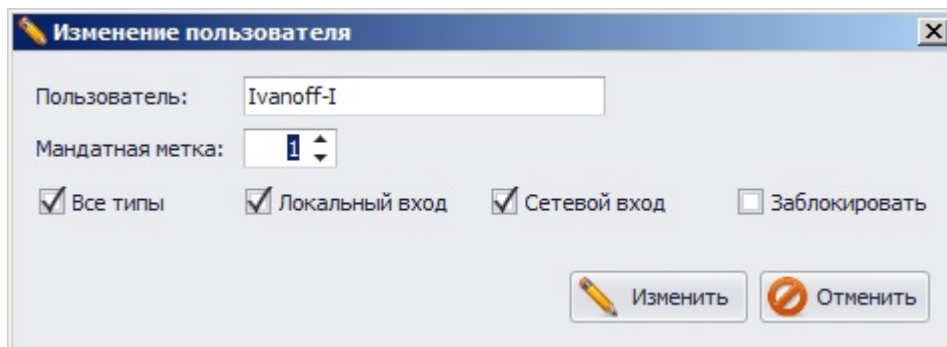 Изменение пользователя
Пользователь: Ivanoff-I
Мандатная метка: 1
Все типы Локальный вход Сетевой вход Заблокировать
Изменить Отменить